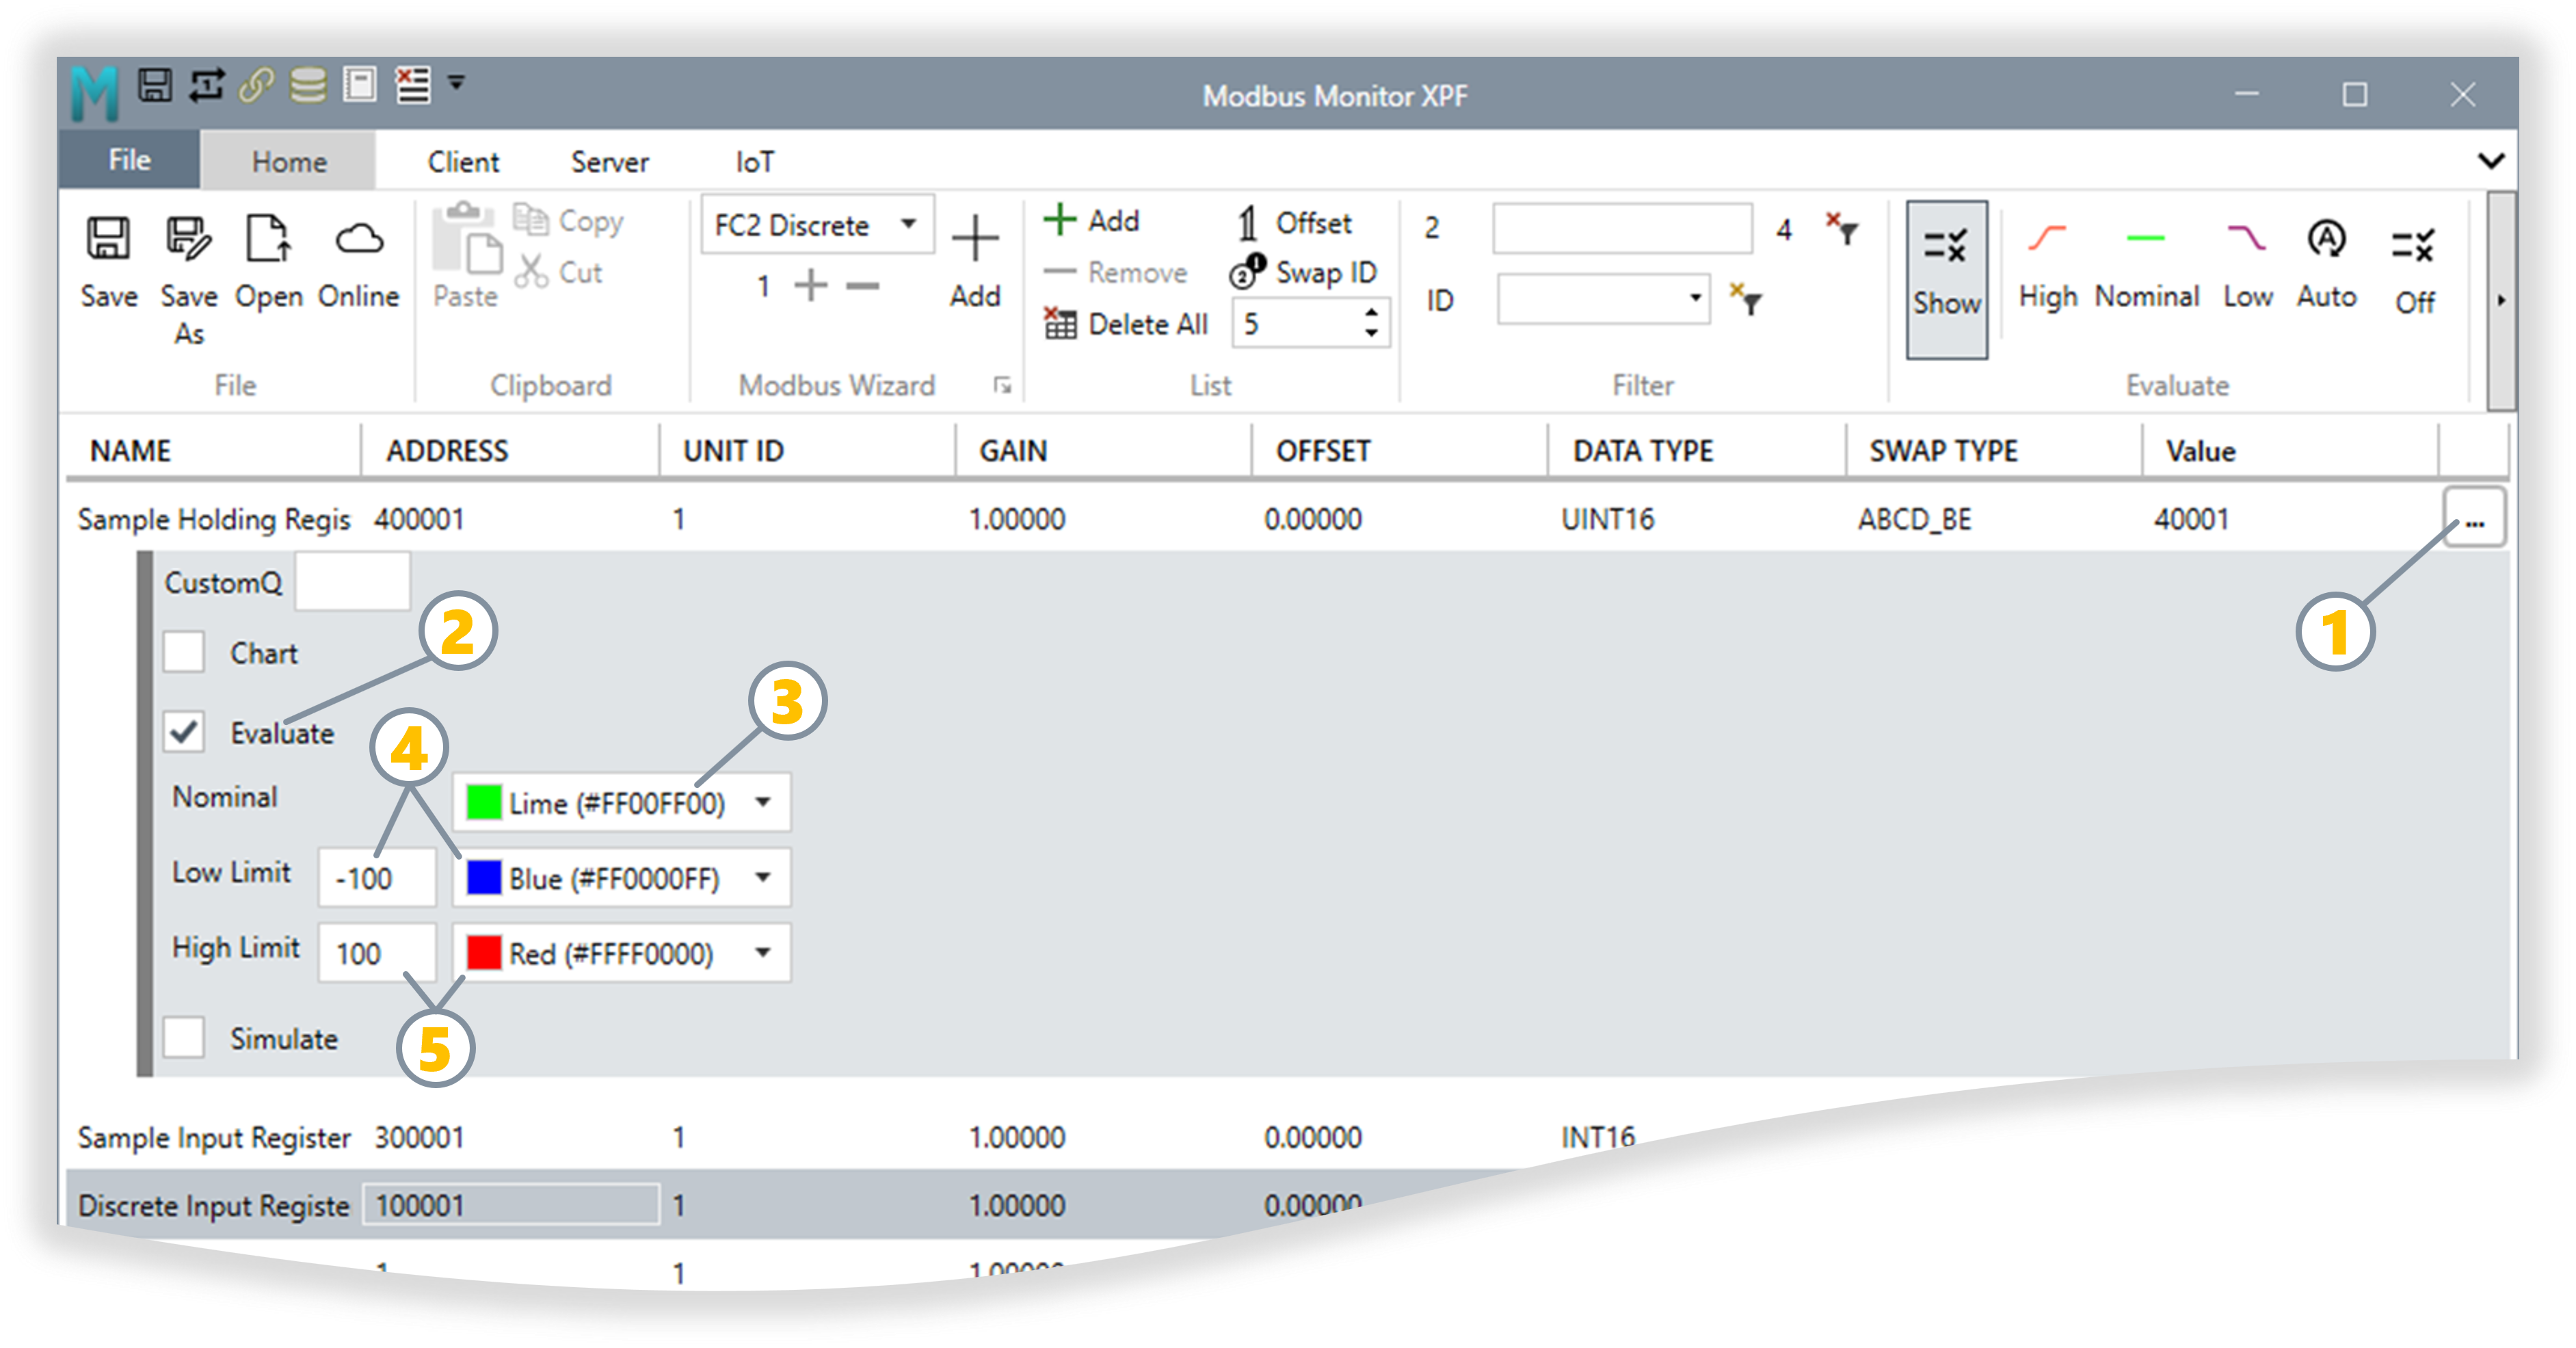 Modbus Monitor XPF
File Home Client Server IoT
Save Save As Open Online
File
Paste Copy Cut
Clipboard
FC2 Discrete
1 Add
Modbus Wizard
Add Offset
Remove Swap ID
Delete All 5
List
2 4
ID
Filter
Show High Nominal Low Auto Off
Evaluate
NAME ADDRESS UNIT ID GAIN OFFSET DATA TYPE SWAP TYPE Value
Sample Holding Regis 400001 1 1.00000 0.00000 UINT16 ABCD_BE 40001 ...
CustomQ
1
2
Chart
3
Evaluate
4
Nominal Lime (#FF00FF00)
Low Limit -100 Blue (#FF0000FF)
High Limit 100 Red (#FFFF0000)
Simulate
5
Sample Input Register 300001 1 1.00000 0.00000 INT16
Discrete Input Registe 100001 1 1.00000 0.00000
1 1 1.00000